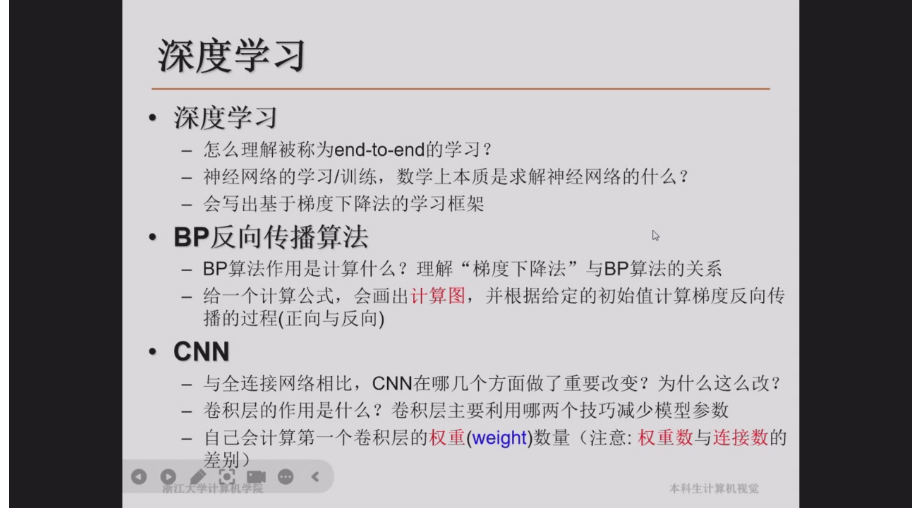 深度学习
• 深度学习
– 怎么理解被称为end-to-end的学习？
– 神经网络的学习/训练，数学上本质是求解神经网络的什么？
– 会写出基于梯度下降法的学习框架
• BP反向传播算法
– BP算法作用是计算什么？理解“梯度下降法”与BP算法的关系
– 给一个计算公式，会画出计算图，并根据给定的初始值计算梯度反向传
播的过程(正向与反向)
• CNN
– 与全连接网络相比，CNN在哪几个方面做了重要改变？为什么这么改？
– 卷积层的作用是什么？卷积层主要利用哪两个技巧减少模型参数
– 自己会计算第一个卷积层的权重(weight)数量（注意: 权重数与连接数的
差别）
浙江大学计算机学院
本科生计算机视觉